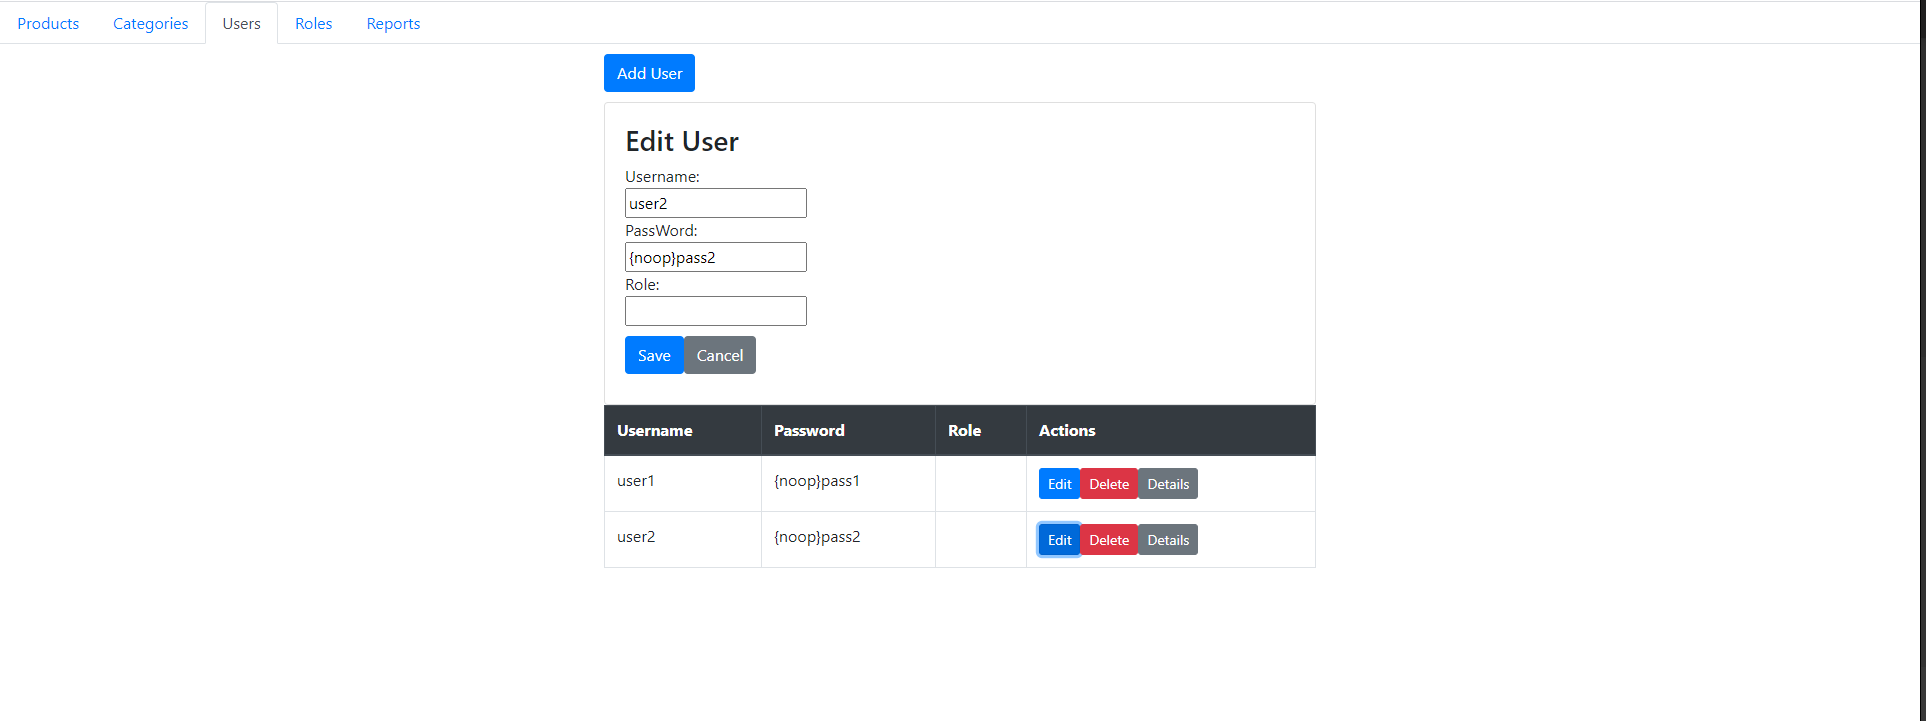 Products Categories Users Roles Reports
Add User
Edit User
Username:
user2
PassWord:
{noop}pass2
Role:
Save Cancel
Username Password Role Actions
user1 {noop}pass1 Edit Delete Details
user2 {noop}pass2 Edit Delete Details